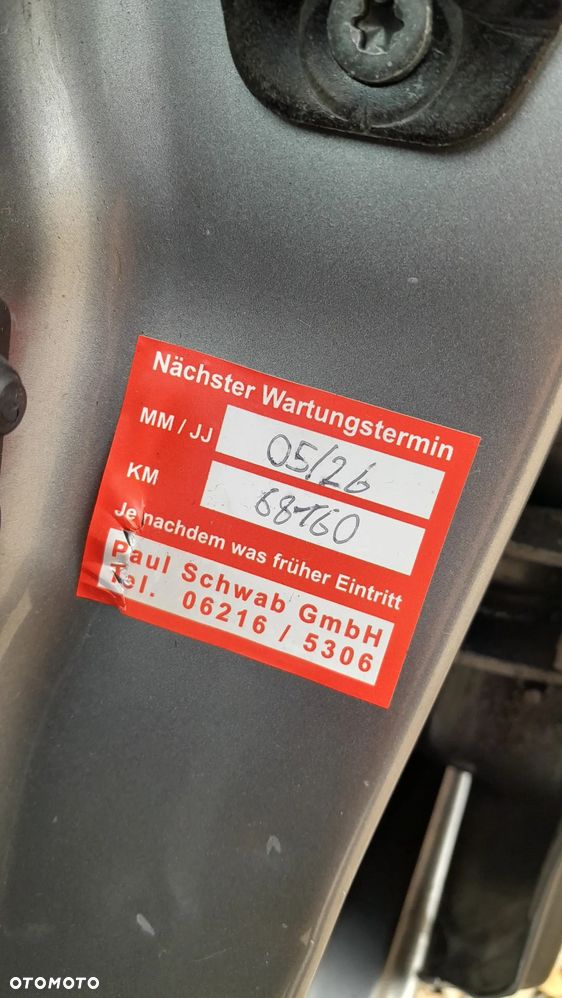 Nächster Wartungstermin
MM / JJ 05/26
KM 68160
Je nachdem was früher Eintritt
Paul Schwab GmbH
Tel. 06216 / 5306
OTOMOTO